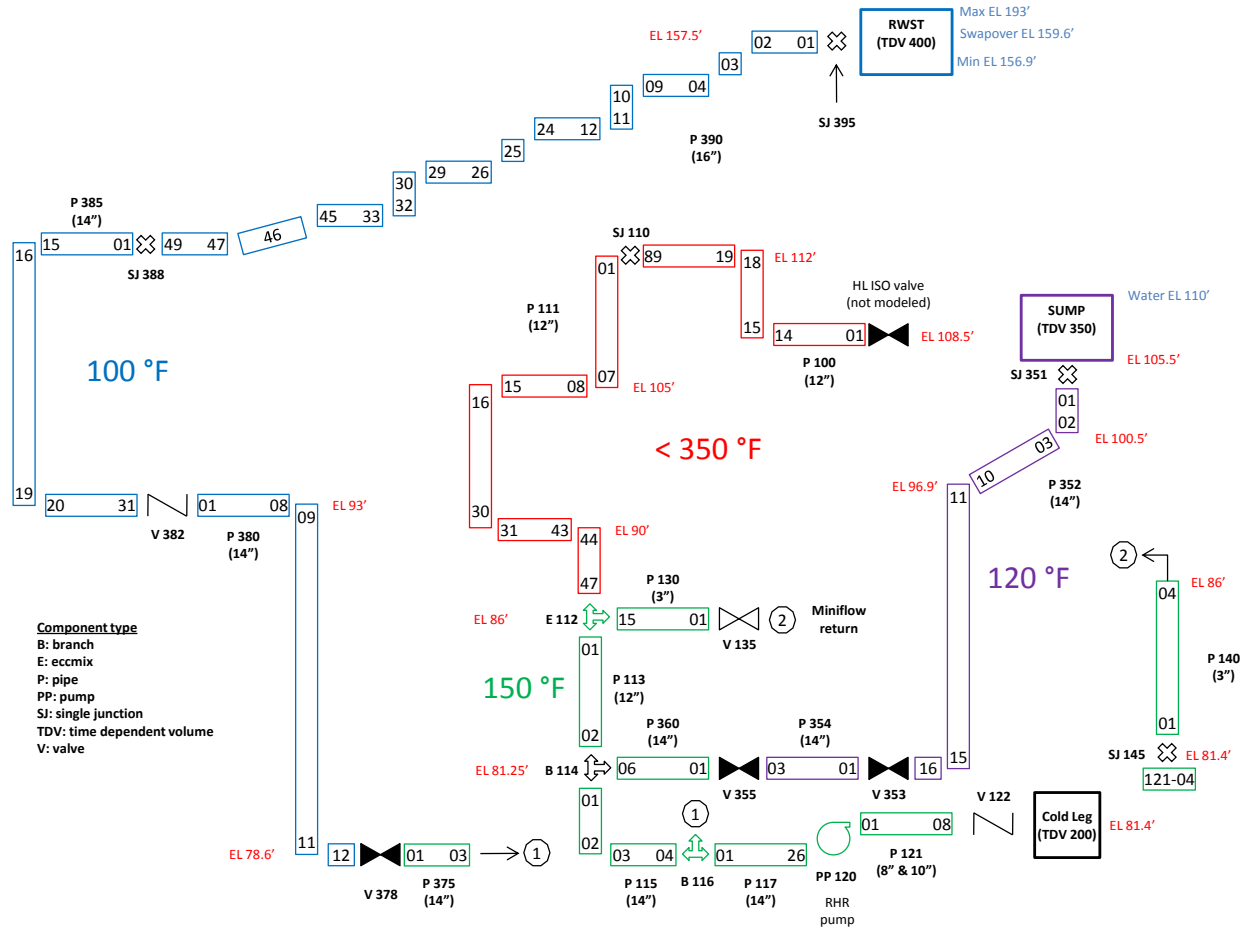 Max EL 193'
RWST
(TDV 400)
Swapover EL 159.6'
Min EL 156.9'
EL 157.5'
02 01
SJ 395
03
09 04
10
11
P 390
(16")
24 12
25
29 26
30
32
45 33
46
49 47
SJ 388
P 385
(14")
15 01
16
19
100 °F
20 31
V 382
01 08
P 380
(14")
EL 93'
09
11
EL 78.6'
12
V 378
01 03
P 375
(14")
1
SJ 110
89 19
18
15
EL 112'
HL ISO valve
(not modeled)
14 01
EL 108.5'
P 100
(12")
01
07
P 111
(12")
EL 105'
15 08
16
30
< 350 °F
31 43
EL 90'
44
47
EL 86'
E 112
P 130
(3")
15 01
V 135
2
Miniflow
return
01
02
P 113
(12")
150 °F
EL 81.25'
B 114
P 360
(14")
06 01
V 355
P 354
(14")
03 01
V 353
16
01
02
03 04
P 115
(14")
1
B 116
01 26
P 117
(14")
PP 120
RHR
pump
01 08
P 121
(8" & 10")
V 122
Cold Leg
(TDV 200)
EL 81.4'
Water EL 110'
SUMP
(TDV 350)
EL 105.5'
SJ 351
01
02
EL 100.5'
10 03
P 352
(14")
EL 96.9'
11
15
120 °F
2
EL 86'
04
01
P 140
(3")
SJ 145
EL 81.4'
121-04
Component type
B: branch
E: eccmix
P: pipe
PP: pump
SJ: single junction
TDV: time dependent volume
V: valve